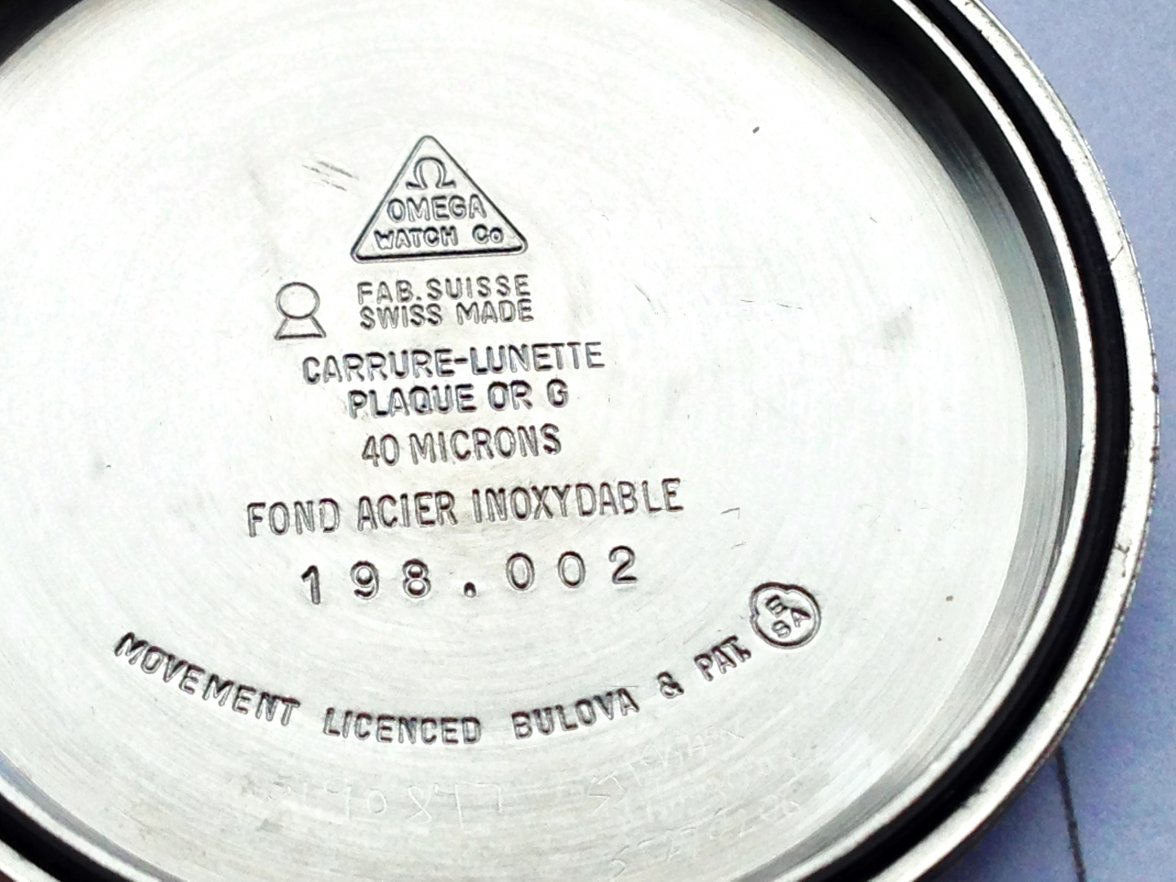 Ω
OMEGA
WATCH Co
FAB. SUISSE
SWISS MADE
CARRURE-LUNETTE
PLAQUE OR G
40 MICRONS
FOND ACIER INOXYDABLE
198.002
MOVEMENT LICENCED BULOVA & PAT.
B
SA